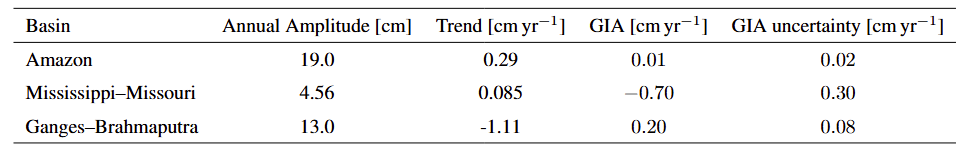 Basin Annual Amplitude [cm] Trend [cm yr⁻¹] GIA [cm yr⁻¹] GIA uncertainty [cm yr⁻¹]
Amazon 19.0 0.29 0.01 0.02
Mississippi–Missouri 4.56 0.085 −0.70 0.30
Ganges–Brahmaputra 13.0 -1.11 0.20 0.08